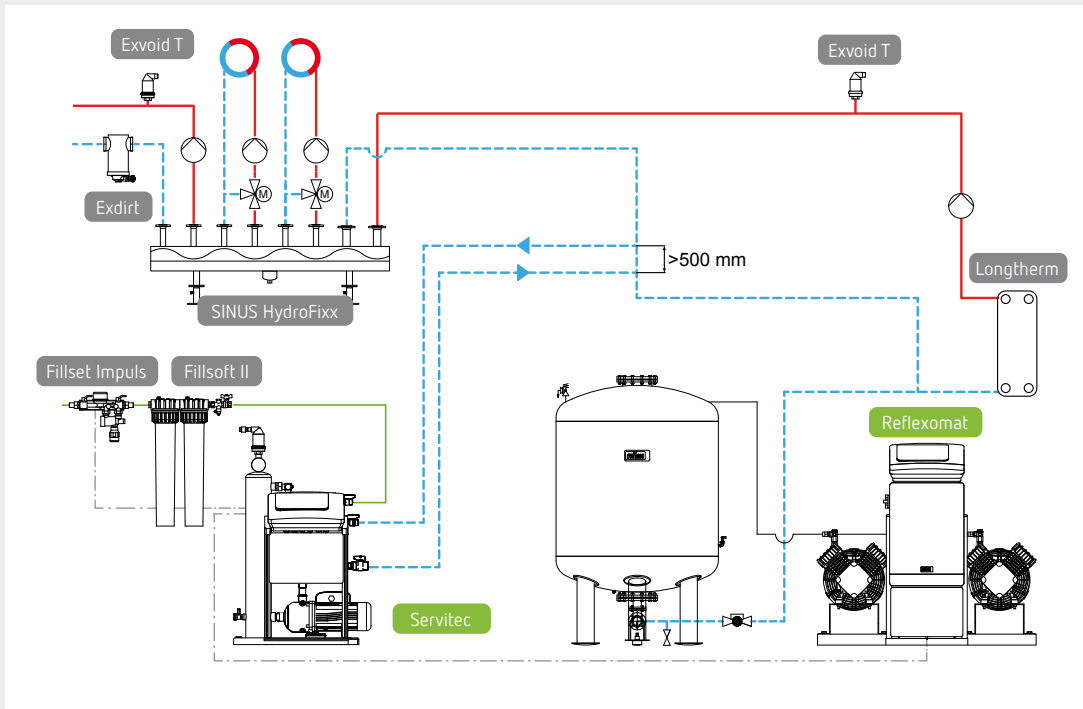 Exvoid T
Exvoid T
M
M
Exdirt
>500 mm
Longtherm
SINUS HydroFixx
Fillset Impuls
Fillsoft II
Reflexomat
Servitec